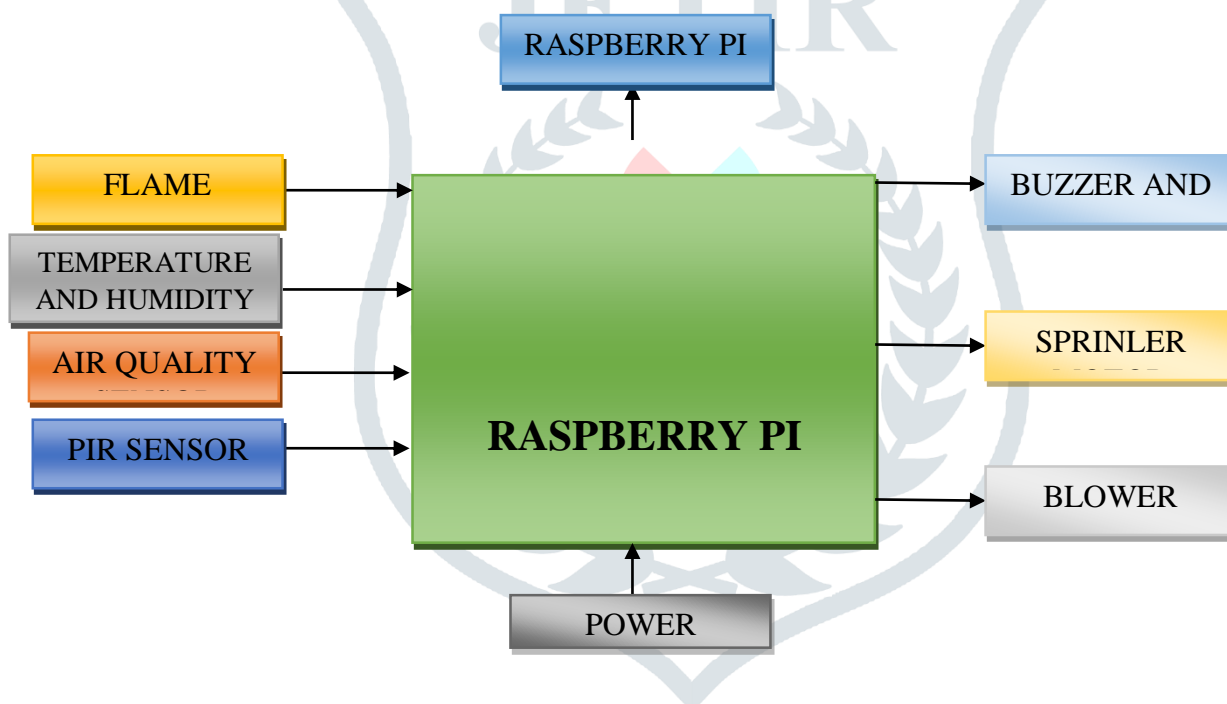 RASPBERRY PI
FLAME
BUZZER AND
TEMPERATURE
AND HUMIDITY
AIR QUALITY
SPRINLER
RASPBERRY PI
PIR SENSOR
BLOWER
POWER